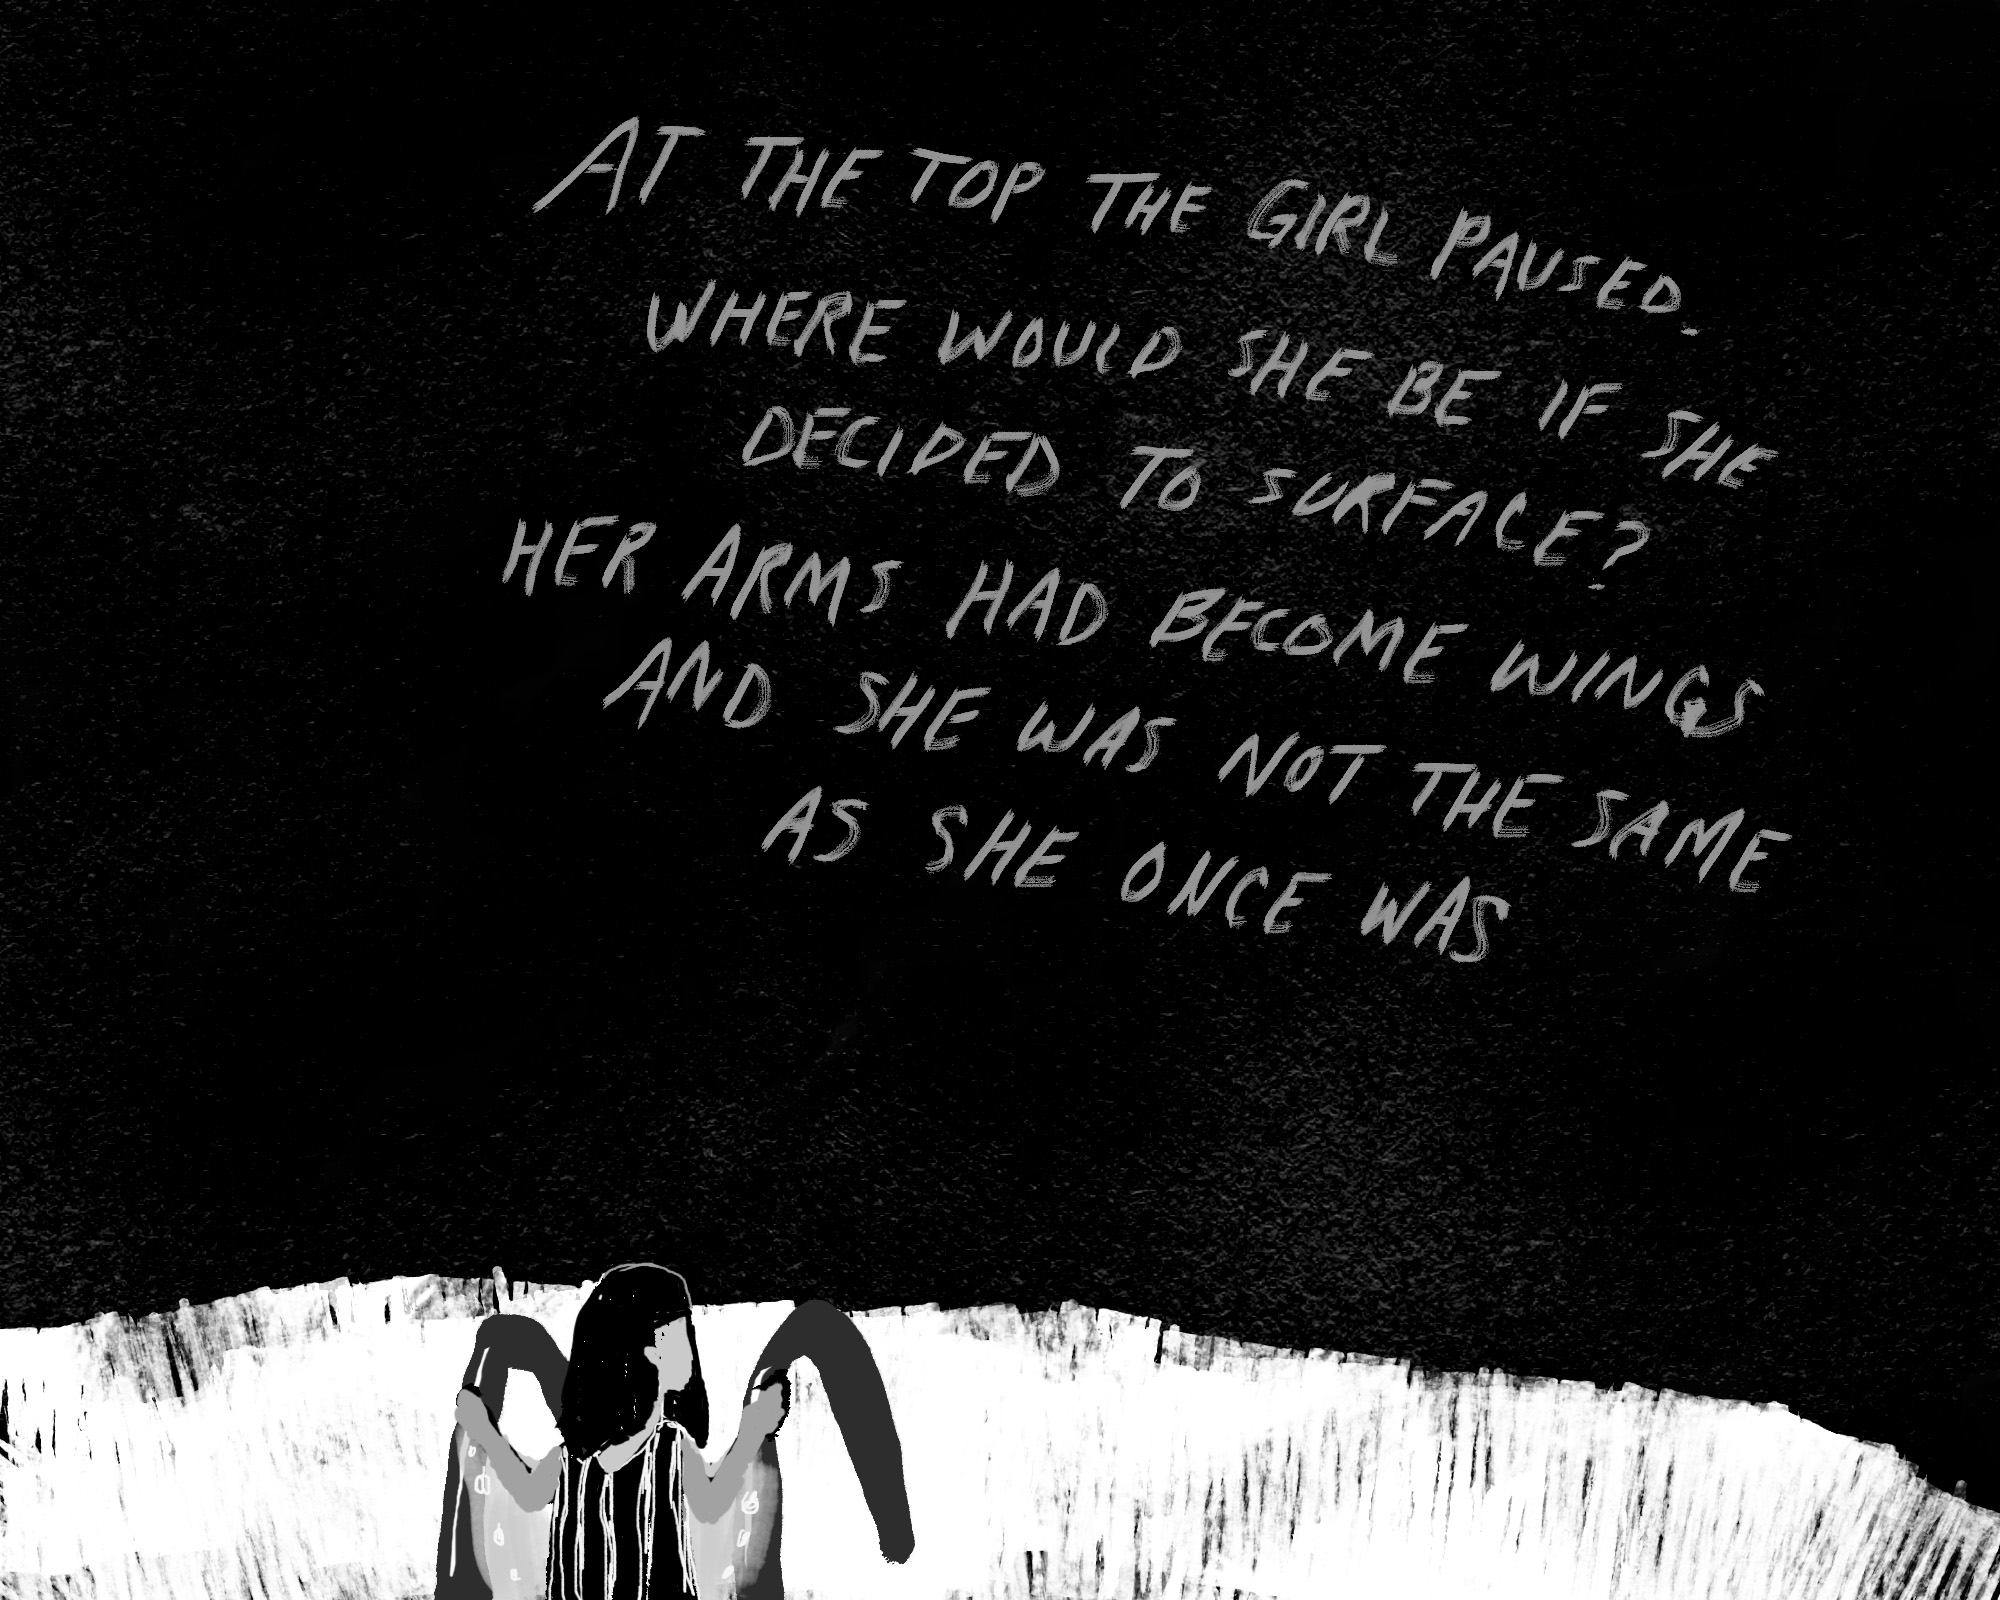 AT THE TOP THE GIRL PAUSED.
WHERE WOULD SHE BE IF SHE
DECIDED TO SURFACE?
HER ARMS HAD BECOME WINGS
AND SHE WAS NOT THE SAME
AS SHE ONCE WAS